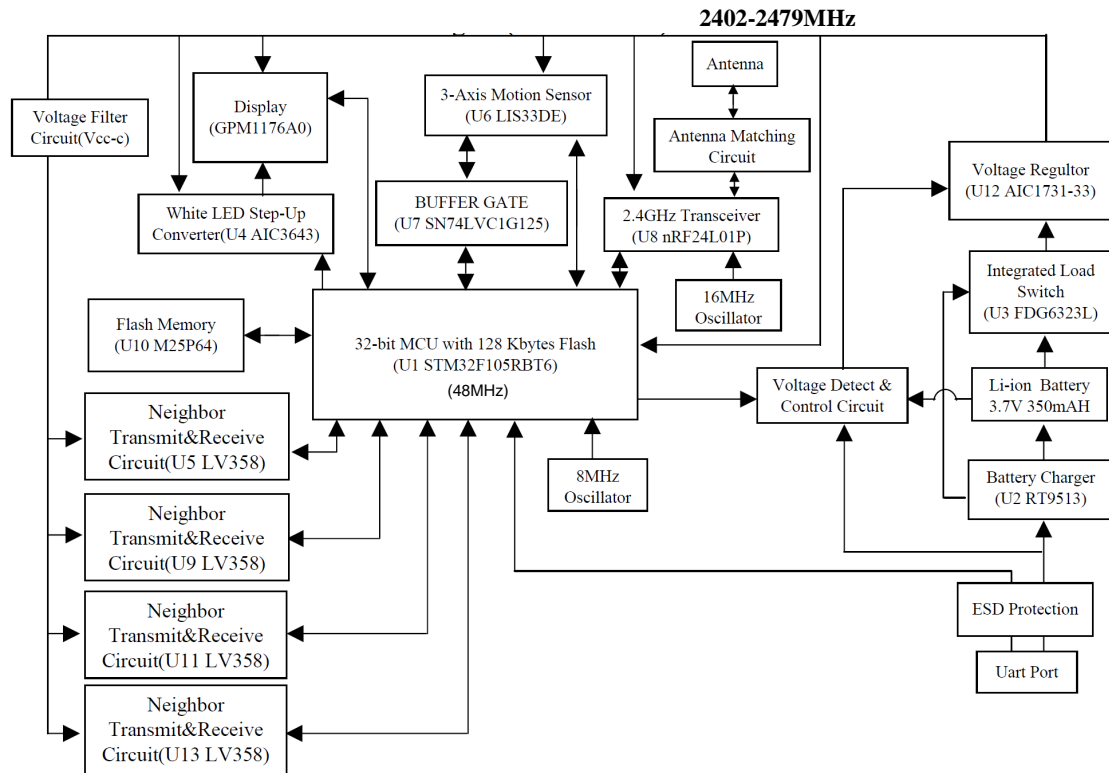 2402-2479MHz
Voltage Filter
Circuit(Vcc-c)
Display
(GPM1176A0)
3-Axis Motion Sensor
(U6 LIS33DE)
Antenna
Antenna Matching
Circuit
Voltage Regultor
(U12 AIC1731-33)
White LED Step-Up
Converter(U4 AIC3643)
BUFFER GATE
(U7 SN74LVC1G125)
2.4GHz Transceiver
(U8 nRF24L01P)
Integrated Load
Switch
(U3 FDG6323L)
16MHz
Oscillator
Flash Memory
(U10 M25P64)
32-bit MCU with 128 Kbytes Flash
(U1 STM32F105RBT6)
(48MHz)
Voltage Detect &
Control Circuit
Li-ion Battery
3.7V 350mAH
Neighbor
Transmit&Receive
Circuit(U5 LV358)
8MHz
Oscillator
Battery Charger
(U2 RT9513)
Neighbor
Transmit&Receive
Circuit(U9 LV358)
Neighbor
Transmit&Receive
Circuit(U11 LV358)
ESD Protection
Uart Port
Neighbor
Transmit&Receive
Circuit(U13 LV358)